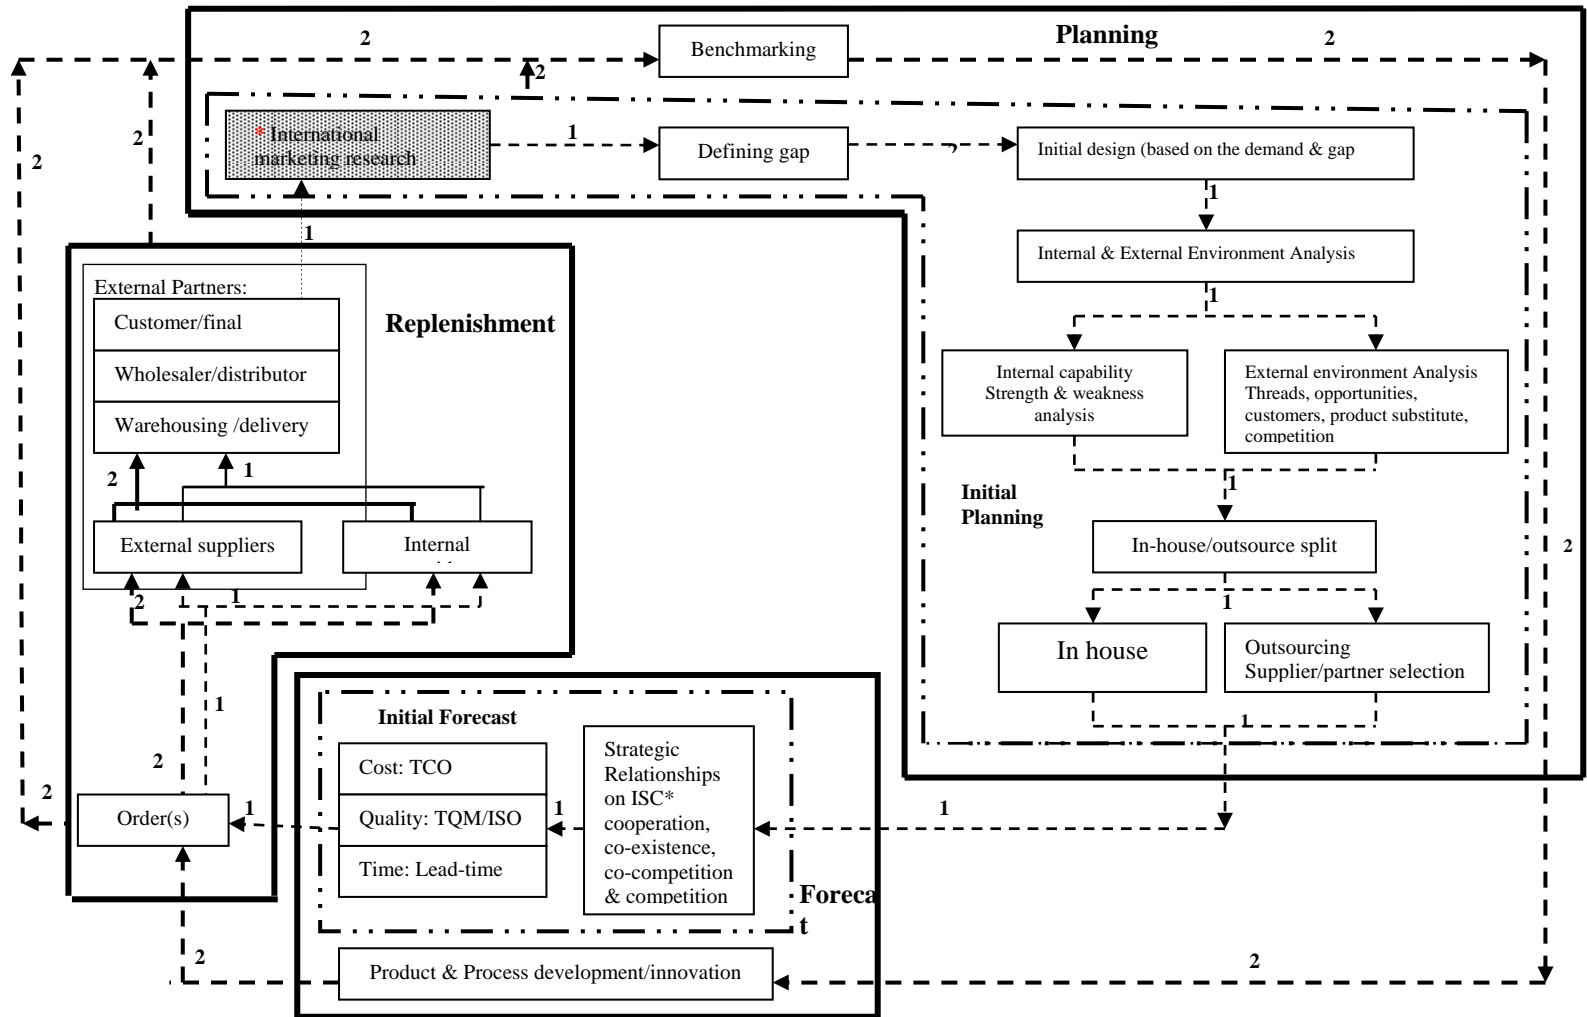 Planning
2
Benchmarking
2
2
* International
marketing research
1
Defining gap
Initial design (based on the demand & gap
2
2
1
1
Internal & External Environment Analysis
1
External Partners:
Customer/final
Replenishment
Wholesaler/distributor
Warehousing /delivery
Internal capability
Strength & weakness
analysis
External environment Analysis
Threads, opportunities,
customers, product substitute,
competition
2
1
1
Initial
Planning
External suppliers
Internal
In-house/outsource split
2
2
1
1
In house
Outsourcing
Supplier/partner selection
1
1
Initial Forecast
2
Cost: TCO
Quality: TQM/ISO
Time: Lead-time
Strategic
Relationships
on ISC*
cooperation,
co-existence,
co-competition
& competition
2
Order(s)
1
1
1
Forecast
2
Product & Process development/innovation
2